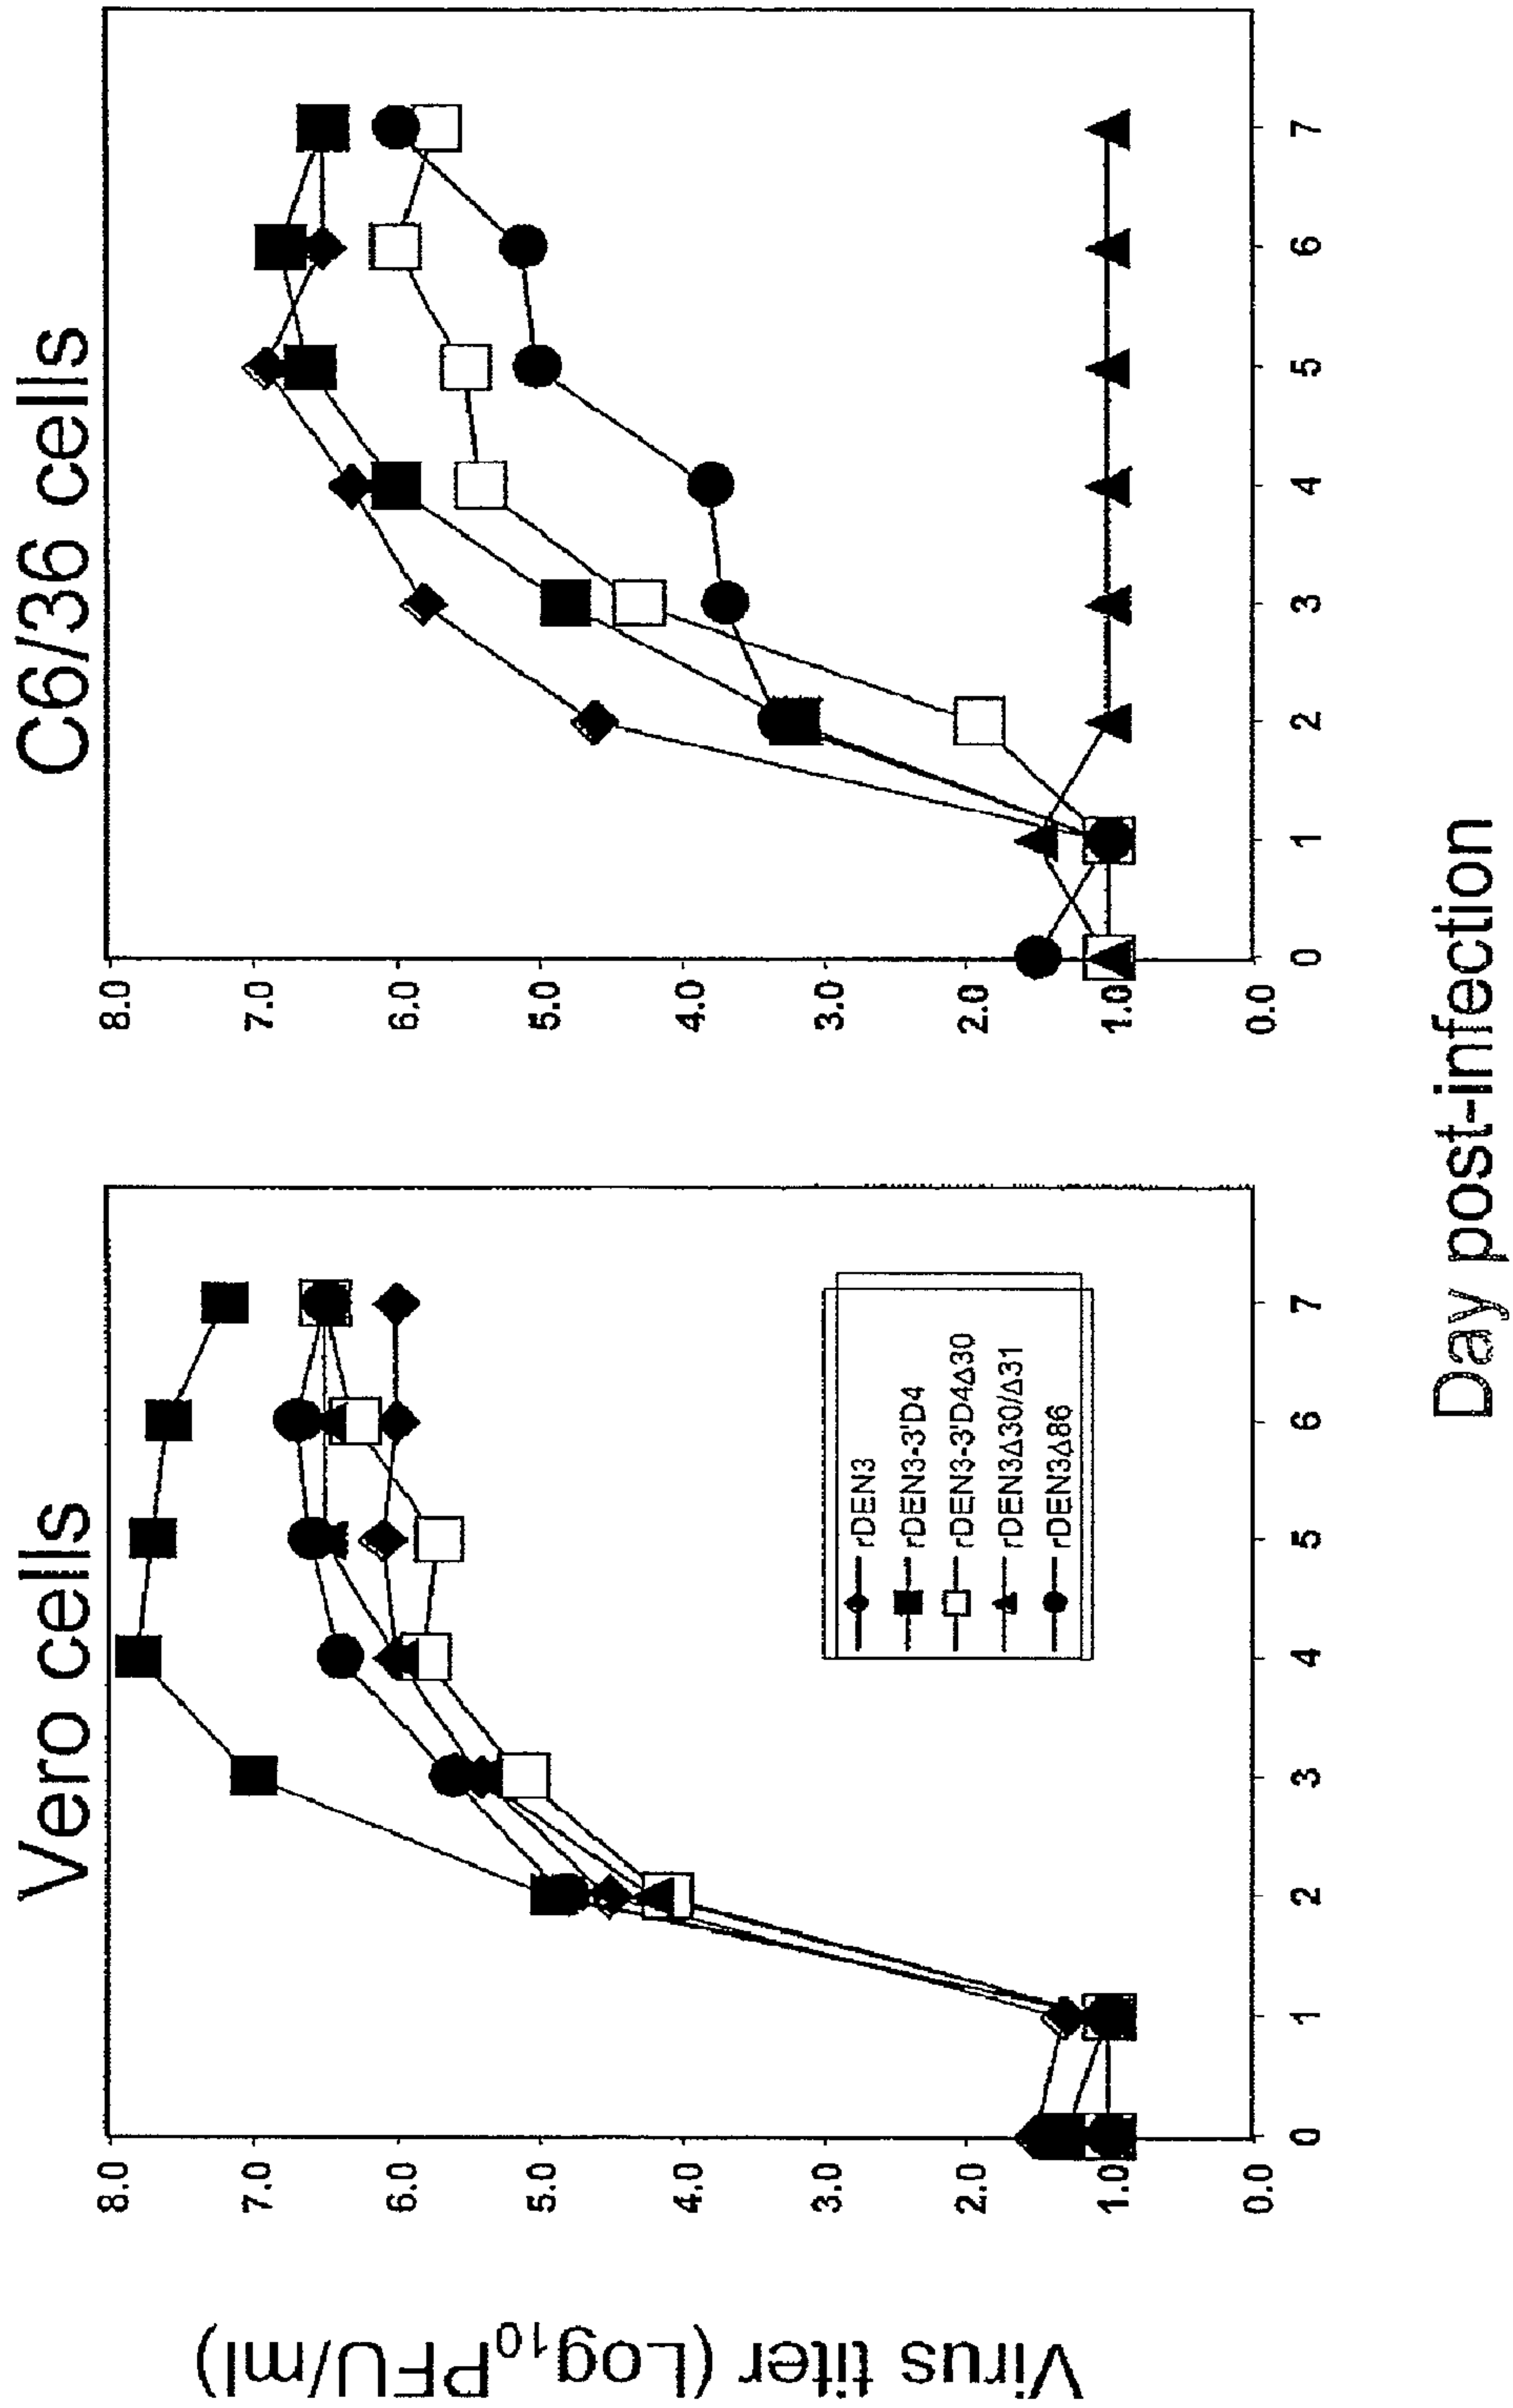 Vero cells
C6/36 cells
Virus titer (Log10PFU/ml)
8.0
7.0
6.0
5.0
4.0
3.0
2.0
1.0
0.0
0 1 2 3 4 5 6 7
rDEN3
rDEN3-3'D4
rDEN3-3'D4Δ30
rDEN3Δ30/Δ31
rDEN3Δ86
8.0
7.0
6.0
5.0
4.0
3.0
2.0
1.0
0.0
0 1 2 3 4 5 6 7
Day post-infection